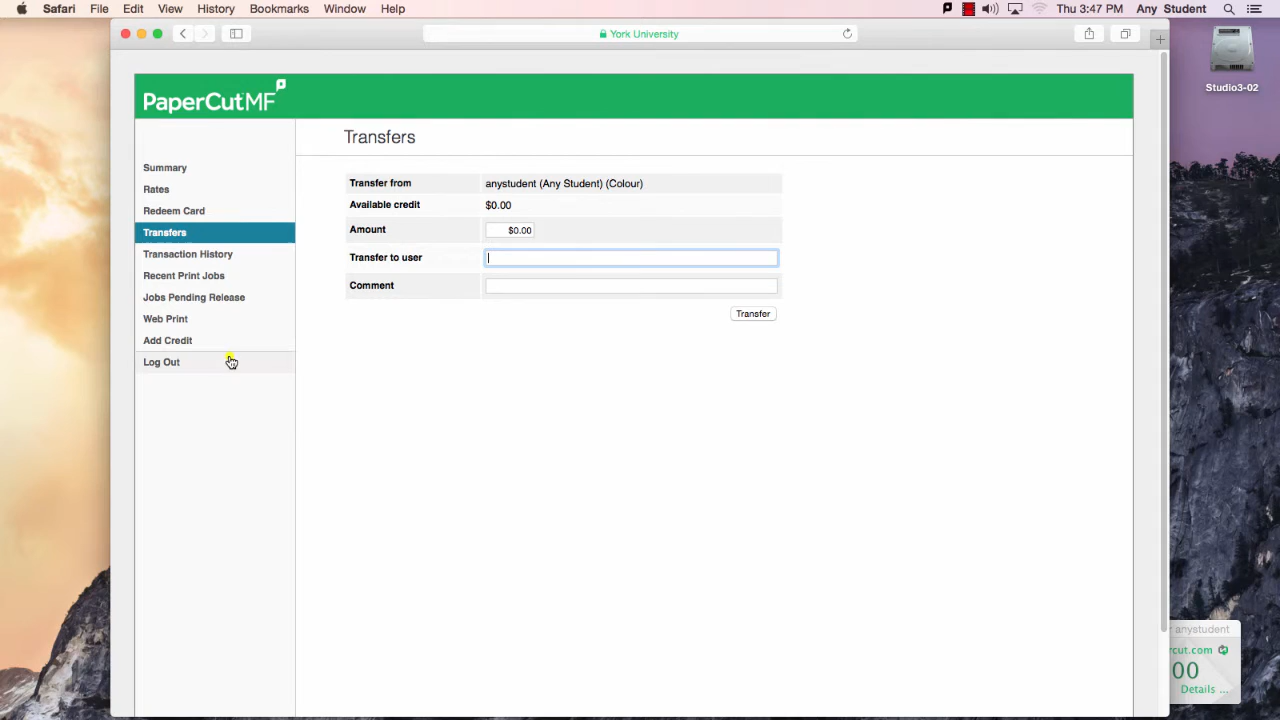 Safari File Edit View History Bookmarks Window Help Thu 3:47 PM Any Student
York University
Studio3-02
PaperCutMF
Transfers
Summary
Rates
Redeem Card
Transfers
Transaction History
Recent Print Jobs
Jobs Pending Release
Web Print
Add Credit
Log Out
Transfer from anystudent (Any Student) (Colour)
Available credit $0.00
Amount $0.00
Transfer to user
Comment
Transfer
anystudent
rcut.com
00
Details ...